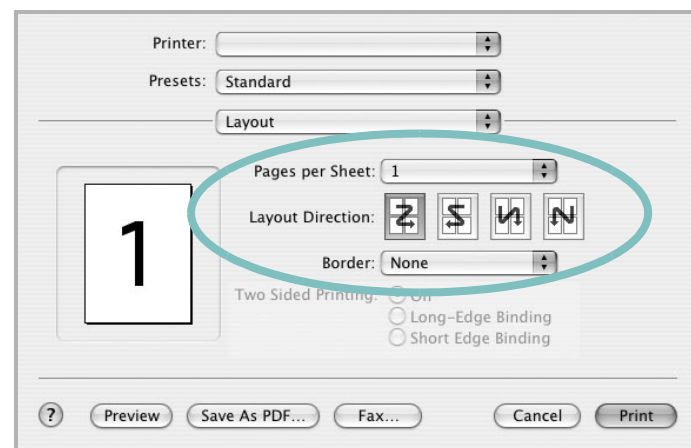 Printer:
Presets: Standard
Layout
Pages per Sheet: 1
Layout Direction:
Border: None
1
Two Sided Printing: Off
Long-Edge Binding
Short Edge Binding
? Preview Save As PDF... Fax... Cancel Print